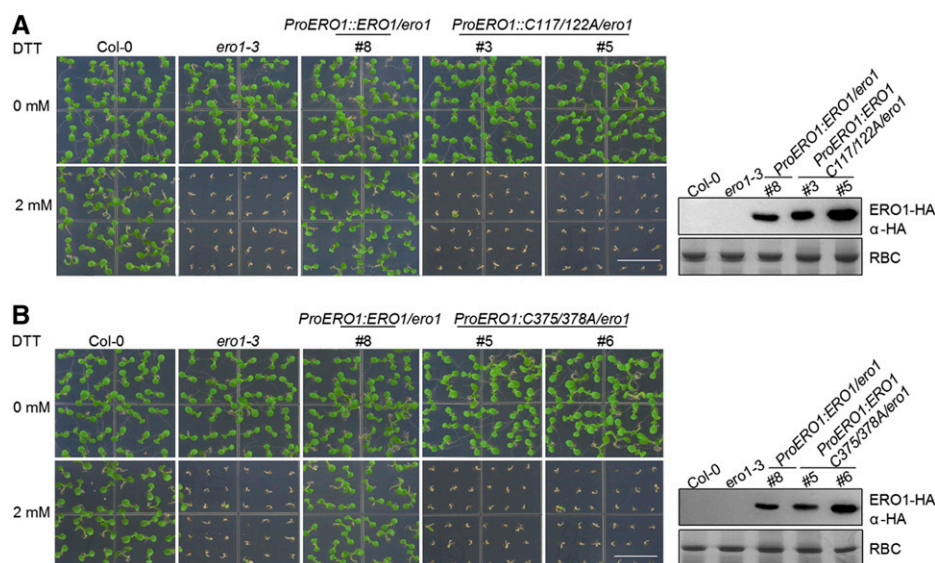 A
ProERO1::ERO1/ero1 ProERO1::C117/122A/ero1
DTT Col-0 ero1-3 #8 #3 #5
0 mM
2 mM
Col-0
ero1-3
ProERO1:ERO1/ero1
ProERO1:ERO1
C117/122A/ero1
#8 #3 #5
ERO1-HA
α-HA
RBC
B
ProERO1:ERO1/ero1 ProERO1:C375/378A/ero1
DTT Col-0 ero1-3 #8 #5 #6
0 mM
2 mM
Col-0
ero1-3
ProERO1:ERO1/ero1
ProERO1:ERO1
C375/378A/ero1
#8 #5 #6
ERO1-HA
α-HA
RBC